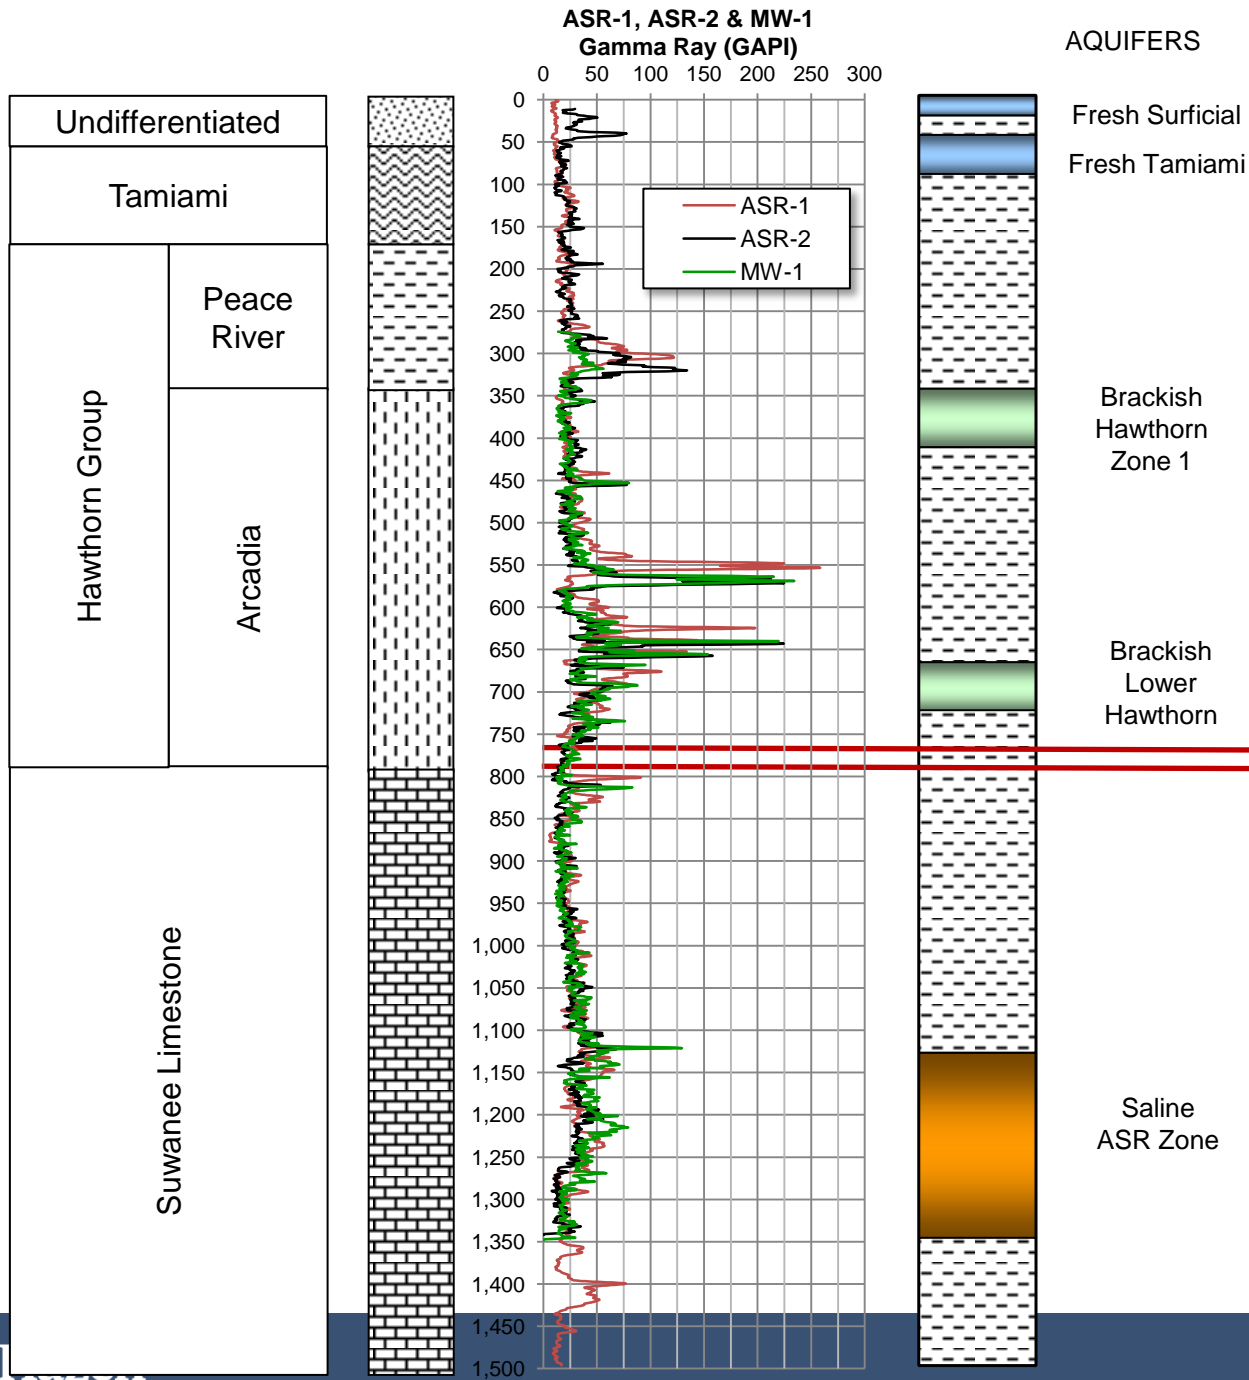 ASR-1, ASR-2 & MW-1
Gamma Ray (GAPI)
AQUIFERS
0 50 100 150 200 250 300
0
50
100
150
200
250
300
350
400
450
500
550
600
650
700
750
800
850
900
950
1,000
1,050
1,100
1,150
1,200
1,250
1,300
1,350
1,400
1,450
1,500
Undifferentiated
Tamiami
Hawthorn Group
Peace
River
Arcadia
Suwanee Limestone
ASR-1
ASR-2
MW-1
Fresh Surficial
Fresh Tamiami
Brackish
Hawthorn
Zone 1
Brackish
Lower
Hawthorn
Saline
ASR Zone